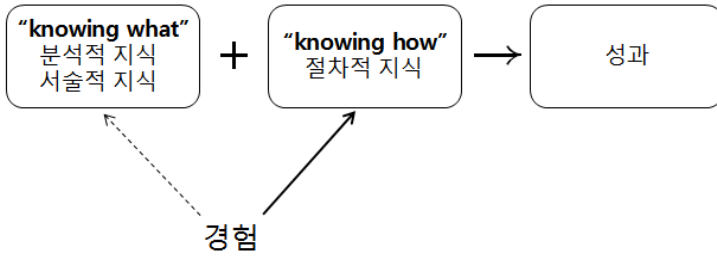 “knowing what”
분석적 지식
서술적 지식
+
“knowing how”
절차적 지식
성과
경험